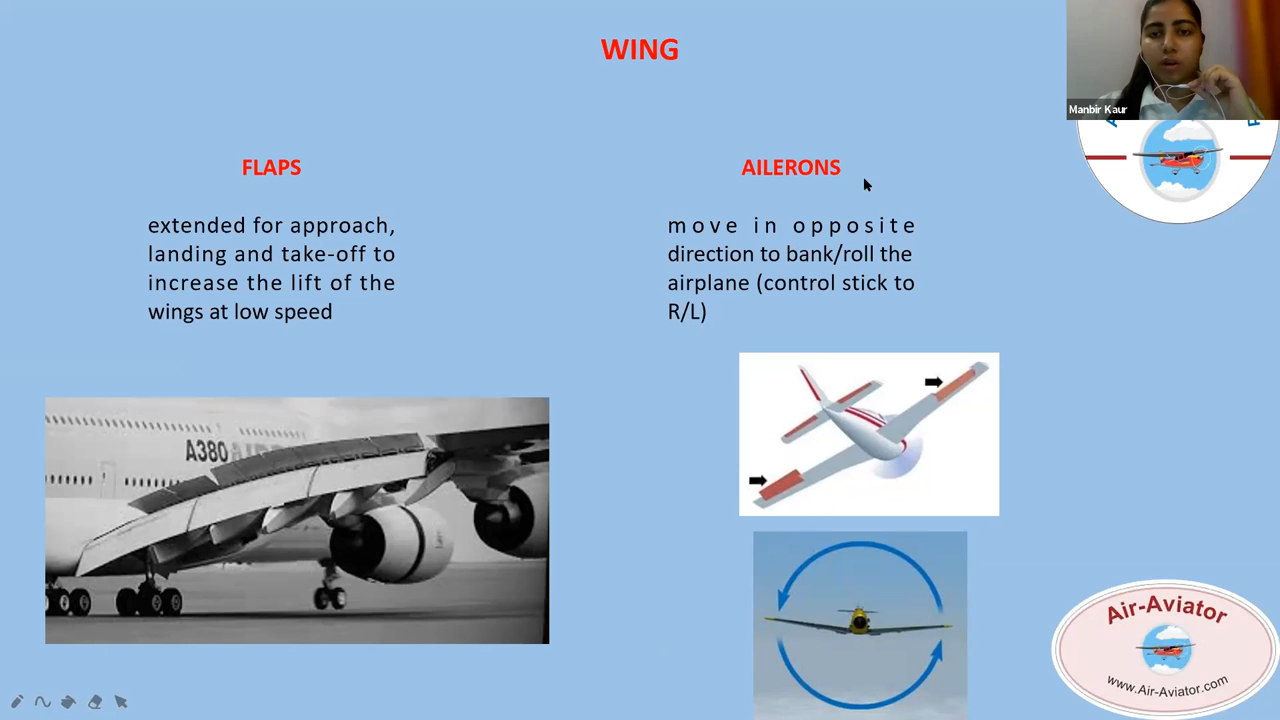 WING
Manbir Kaur
FLAPS
extended for approach,
landing and take-off to
increase the lift of the
wings at low speed
AILERONS
move in opposite
direction to bank/roll the
airplane (control stick to
R/L)
A380
Air-Aviator
www.Air-Aviator.com